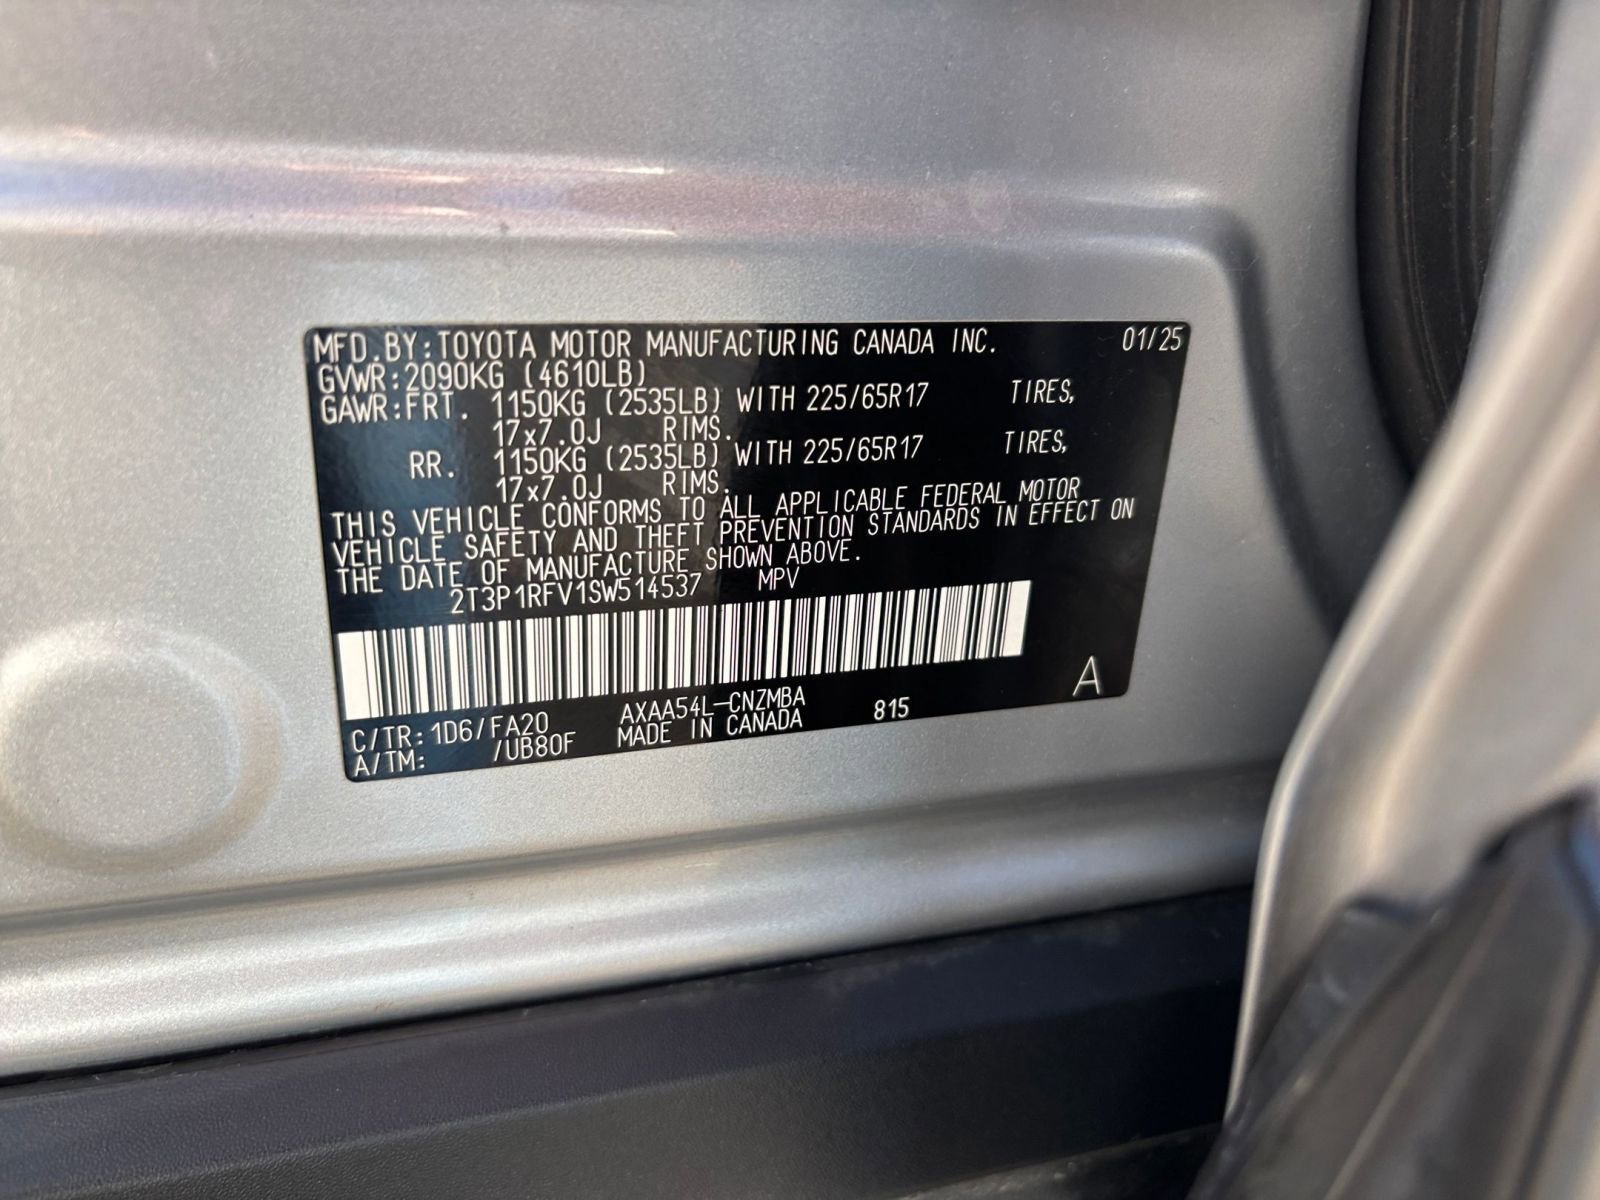 MFD.BY:TOYOTA MOTOR MANUFACTURING CANADA INC. 01/25
GVWR:2090KG (4610LB)
GAWR:FRT. 1150KG (2535LB) WITH 225/65R17 TIRES,
17x7.0J RIMS.
RR. 1150KG (2535LB) WITH 225/65R17 TIRES,
17x7.0J RIMS.
THIS VEHICLE CONFORMS TO ALL APPLICABLE FEDERAL MOTOR
VEHICLE SAFETY AND THEFT PREVENTION STANDARDS IN EFFECT ON
THE DATE OF MANUFACTURE SHOWN ABOVE.
2T3P1RFV1SW514537 MPV
A
C/TR:1D6/FA20 AXAA54L-CNZMBA 815
A/TM: /UB80F MADE IN CANADA